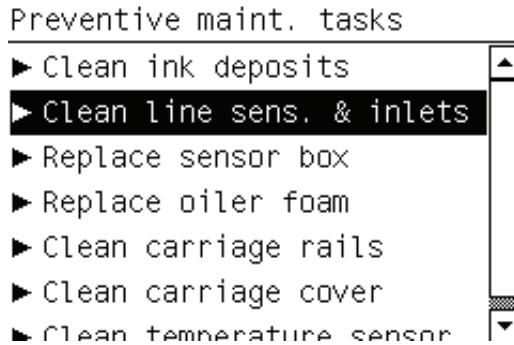 Preventive maint. tasks
Clean ink deposits
Clean line sens. & inlets
Replace sensor box
Replace oiler foam
Clean carriage rails
Clean carriage cover
Clean temperature sensor